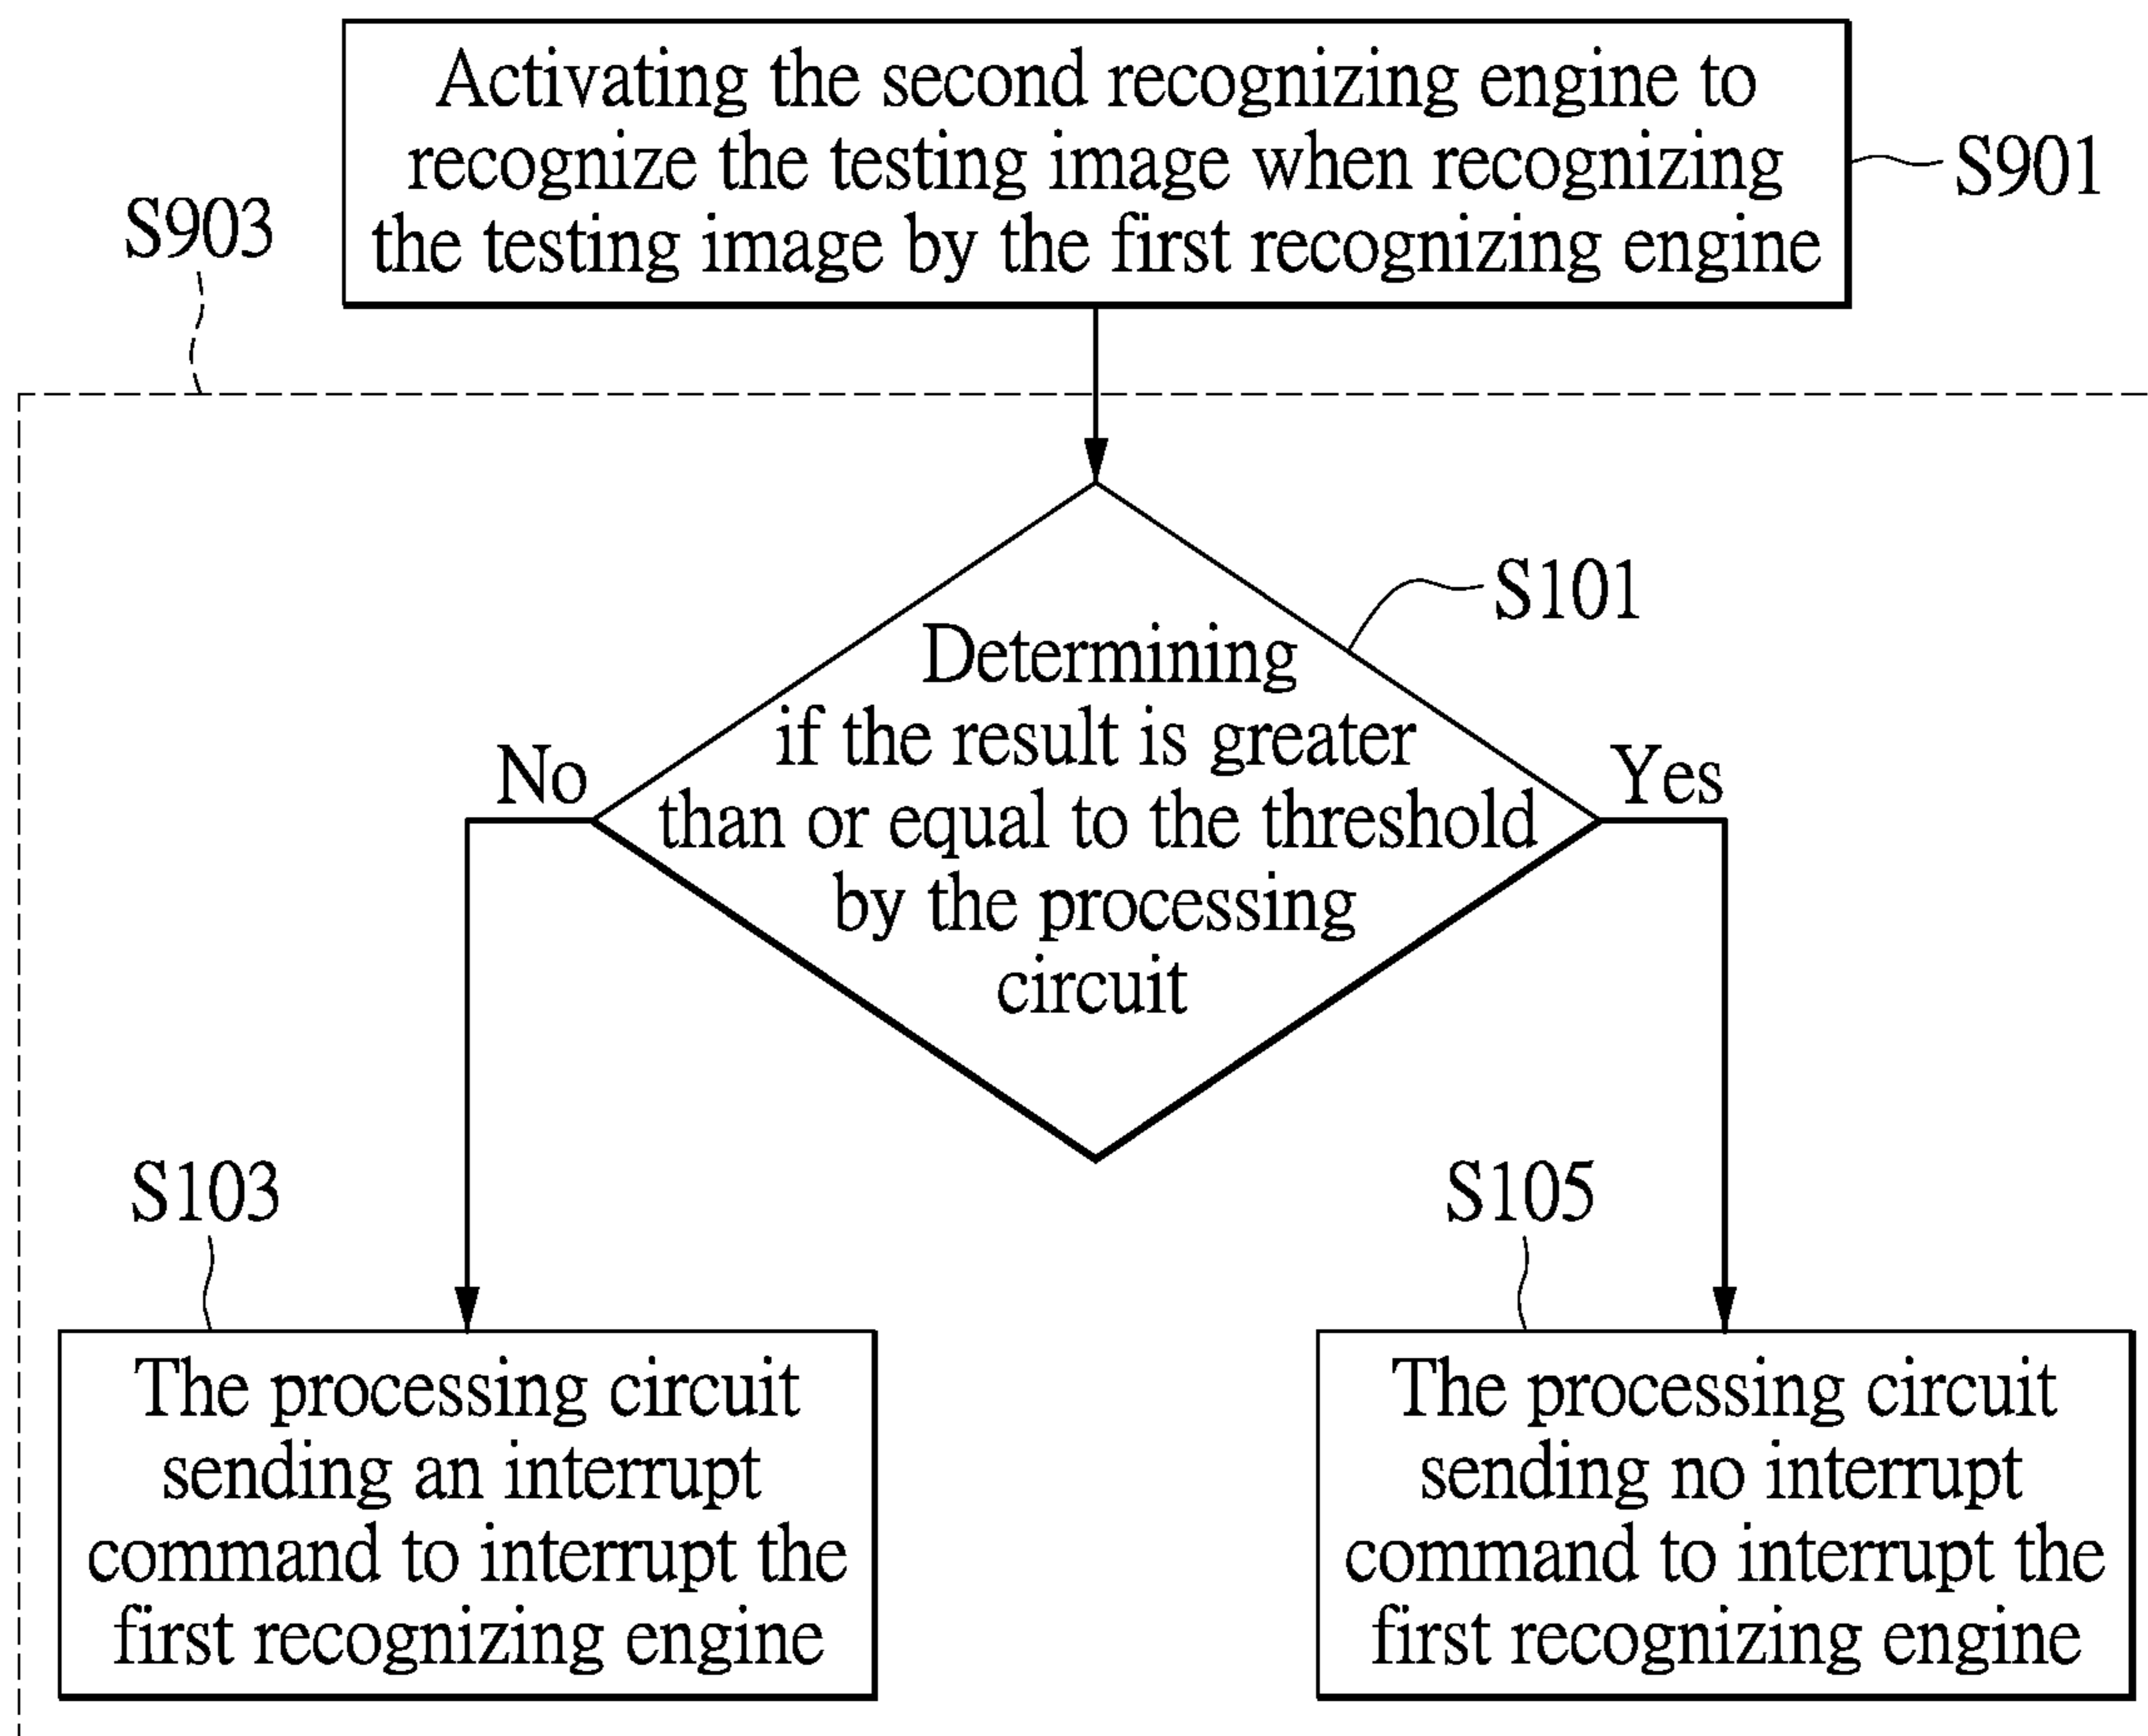 Activating the second recognizing engine to
recognize the testing image when recognizing
the testing image by the first recognizing engine
S901
S903
S101
Determining
if the result is greater
than or equal to the threshold
by the processing
circuit
No
Yes
S103
The processing circuit
sending an interrupt
command to interrupt the
first recognizing engine
S105
The processing circuit
sending no interrupt
command to interrupt the
first recognizing engine